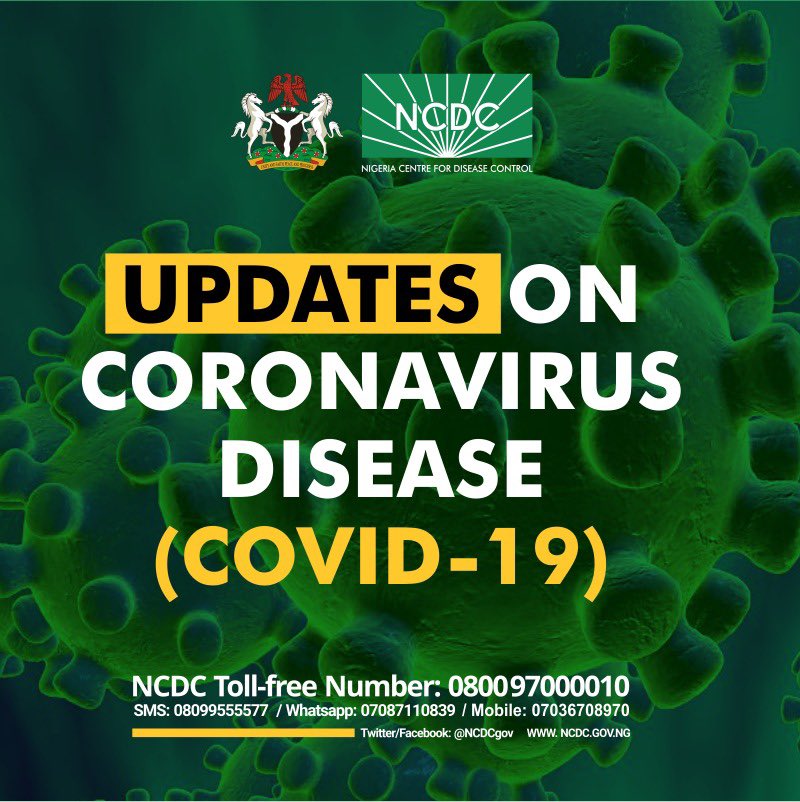 NCDC
NIGERIA CENTRE FOR DISEASE CONTROL
UPDATES ON
CORONAVIRUS
DISEASE
(COVID-19)
NCDC Toll-free Number: 080097000010
SMS: 08099555577 / Whatsapp: 07087110839 / Mobile: 07036708970
Twitter/Facebook: @NCDCgov WWW. NCDC.GOV.NG